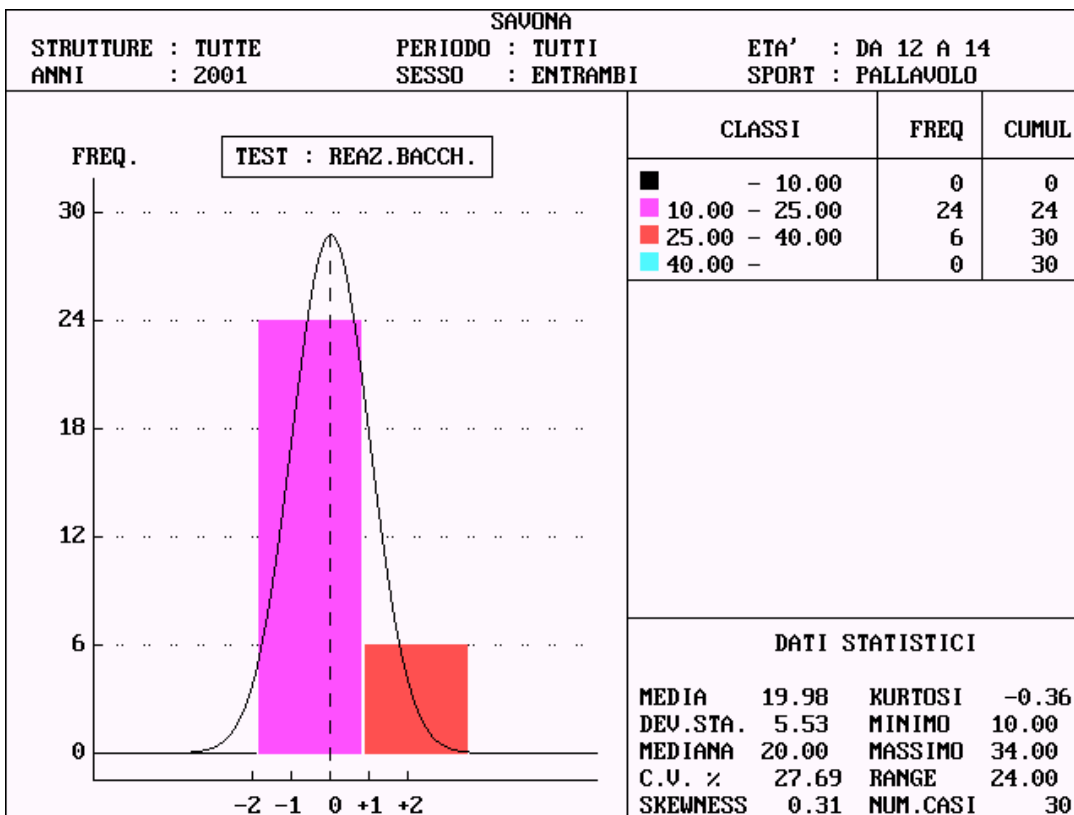 SAVONA
STRUTTURE : TUTTE PERIODO : TUTTI ETA' : DA 12 A 14
ANNI : 2001 SESSO : ENTRAMBI SPORT : PALLAVOLO
FREQ. TEST : REAZ.BACCH.
30
24
18
12
6
0
-2 -1 0 +1 +2
CLASSI FREQ CUMUL
- 10.00 0 0
10.00 - 25.00 24 24
25.00 - 40.00 6 30
40.00 - 0 30
DATI STATISTICI
MEDIA 19.98 KURTOSI -0.36
DEV.STA. 5.53 MINIMO 10.00
MEDIANA 20.00 MASSIMO 34.00
C.V. % 27.69 RANGE 24.00
SKEWNESS 0.31 NUM.CASI 30